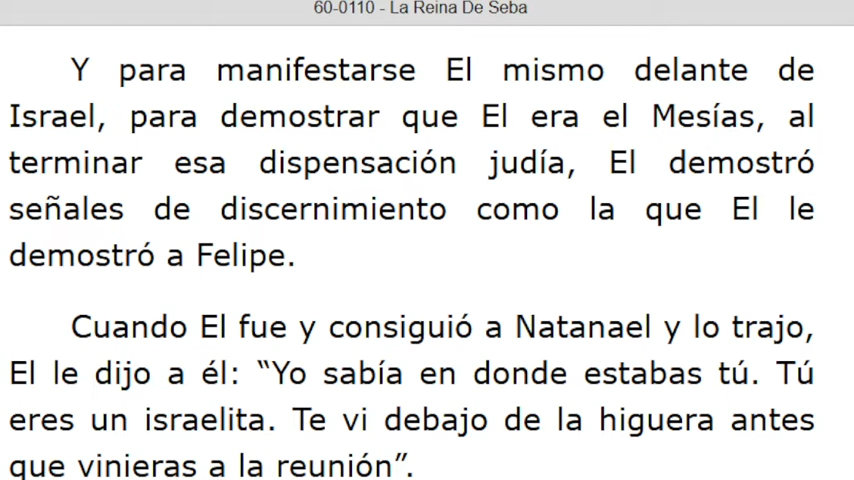 60-0110 - La Reina De Seba
Y para manifestarse El mismo delante de
Israel, para demostrar que El era el Mesías, al
terminar esa dispensación judía, El demostró
señales de discernimiento como la que El le
demostró a Felipe.
Cuando El fue y consiguió a Natanael y lo trajo,
El le dijo a él: “Yo sabía en donde estabas tú. Tú
eres un israelita. Te vi debajo de la higuera antes
que vinieras a la reunión”.